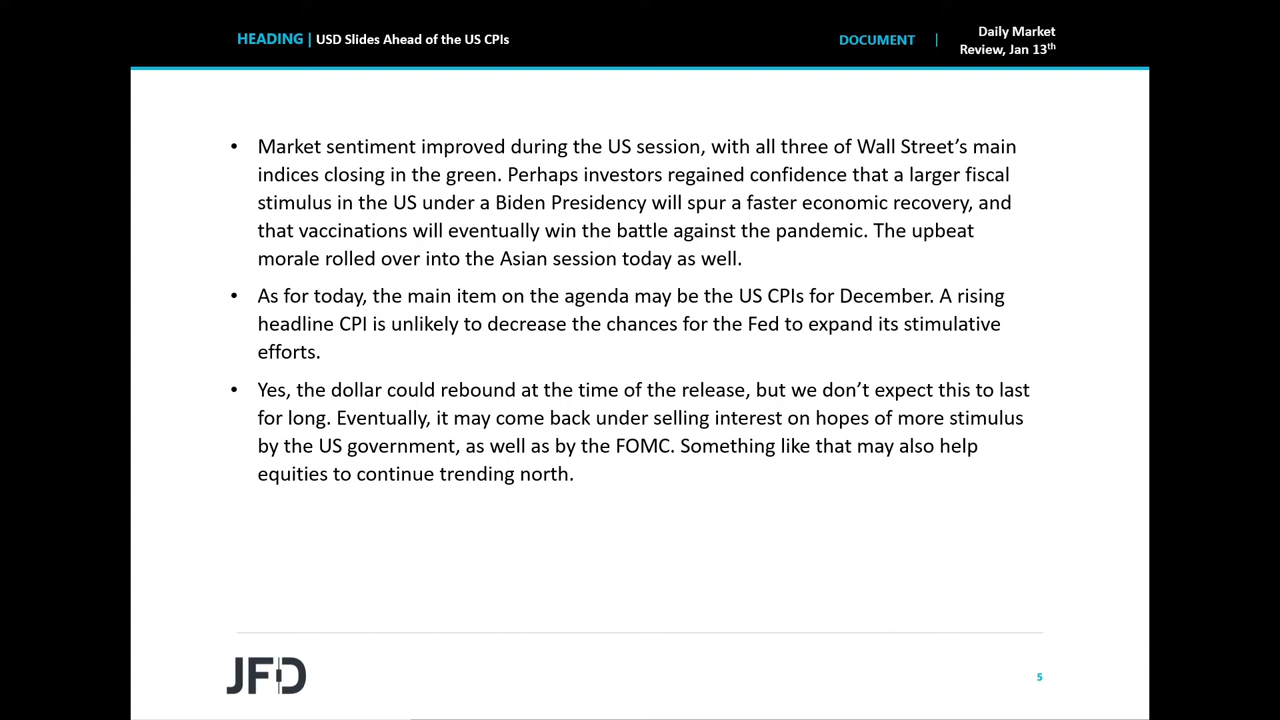 HEADING | USD Slides Ahead of the US CPIs
DOCUMENT |
Daily Market
Review, Jan 13th
• Market sentiment improved during the US session, with all three of Wall Street’s main
indices closing in the green. Perhaps investors regained confidence that a larger fiscal
stimulus in the US under a Biden Presidency will spur a faster economic recovery, and
that vaccinations will eventually win the battle against the pandemic. The upbeat
morale rolled over into the Asian session today as well.
• As for today, the main item on the agenda may be the US CPIs for December. A rising
headline CPI is unlikely to decrease the chances for the Fed to expand its stimulative
efforts.
• Yes, the dollar could rebound at the time of the release, but we don’t expect this to last
for long. Eventually, it may come back under selling interest on hopes of more stimulus
by the US government, as well as by the FOMC. Something like that may also help
equities to continue trending north.
JFD
5